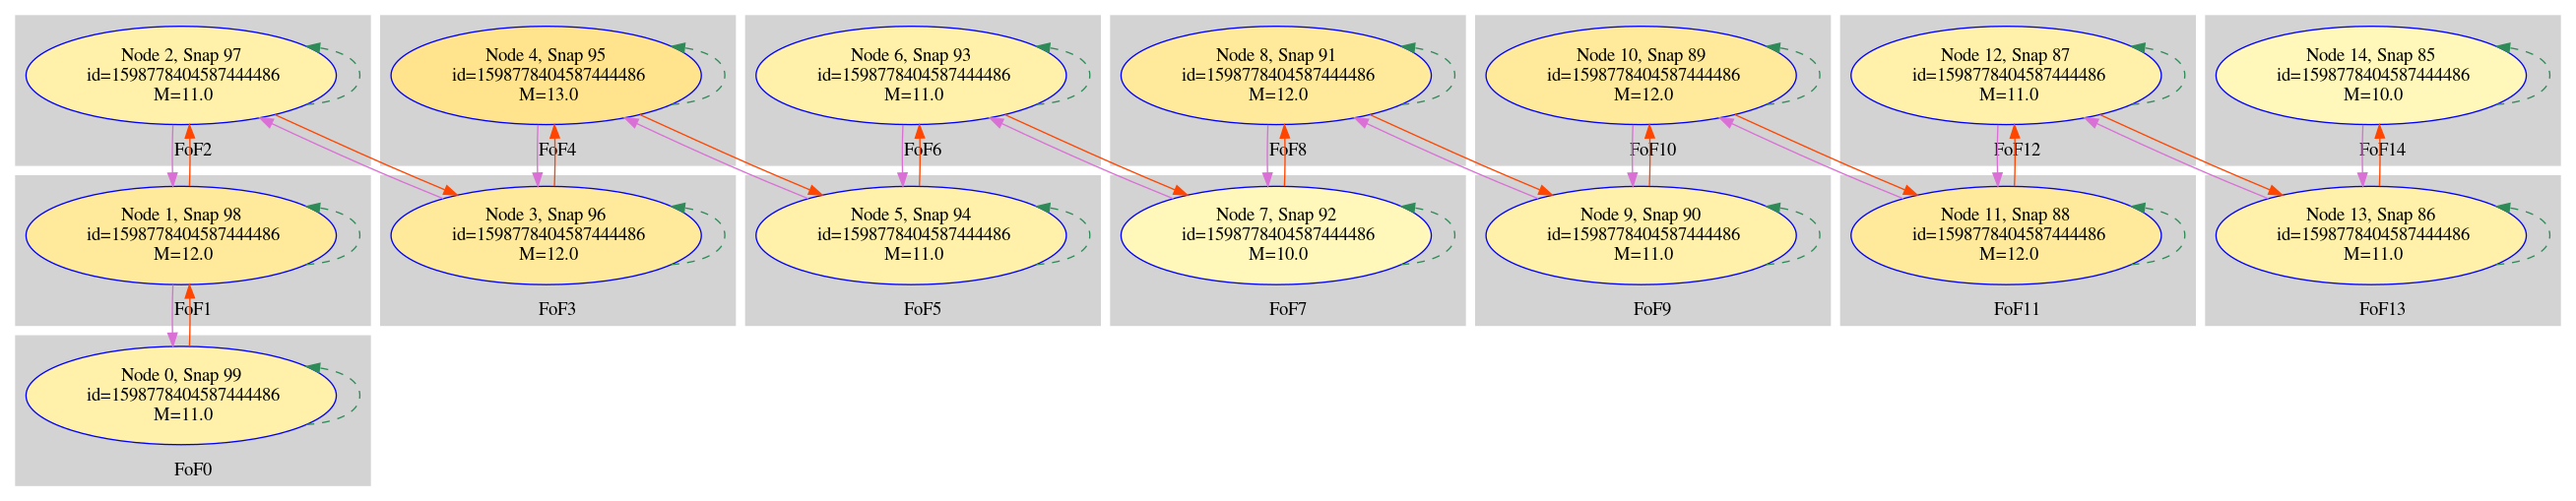 Node 2, Snap 97
id=1598778404587444486
M=11.0
FoF2
Node 4, Snap 95
id=1598778404587444486
M=13.0
FoF4
Node 6, Snap 93
id=1598778404587444486
M=11.0
FoF6
Node 8, Snap 91
id=1598778404587444486
M=12.0
FoF8
Node 10, Snap 89
id=1598778404587444486
M=12.0
FoF10
Node 12, Snap 87
id=1598778404587444486
M=11.0
FoF12
Node 14, Snap 85
id=1598778404587444486
M=10.0
FoF14
Node 1, Snap 98
id=1598778404587444486
M=12.0
FoF1
Node 3, Snap 96
id=1598778404587444486
M=12.0
FoF3
Node 5, Snap 94
id=1598778404587444486
M=11.0
FoF5
Node 7, Snap 92
id=1598778404587444486
M=10.0
FoF7
Node 9, Snap 90
id=1598778404587444486
M=11.0
FoF9
Node 11, Snap 88
id=1598778404587444486
M=12.0
FoF11
Node 13, Snap 86
id=1598778404587444486
M=11.0
FoF13
Node 0, Snap 99
id=1598778404587444486
M=11.0
FoF0